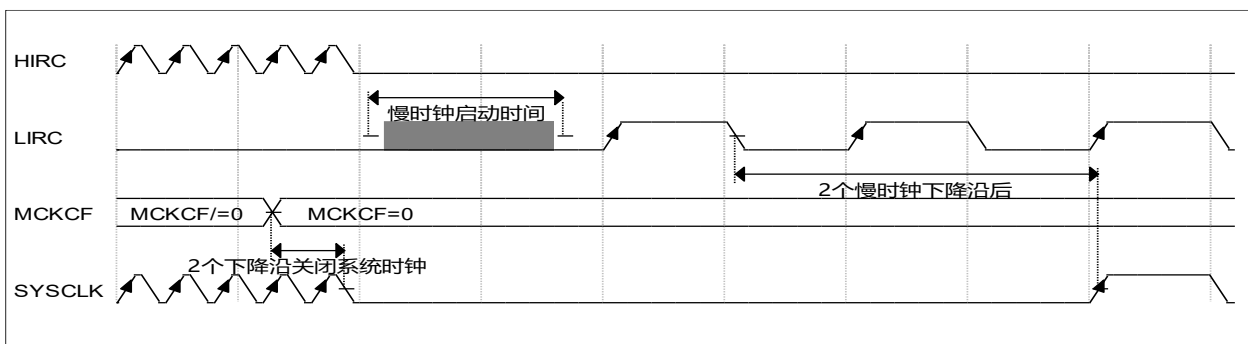 HIRC
慢时钟启动时间
LIRC
2个慢时钟下降沿后
MCKCF
MCKCF/=0
MCKCF=0
2个下降沿关闭系统时钟
SYSCLK